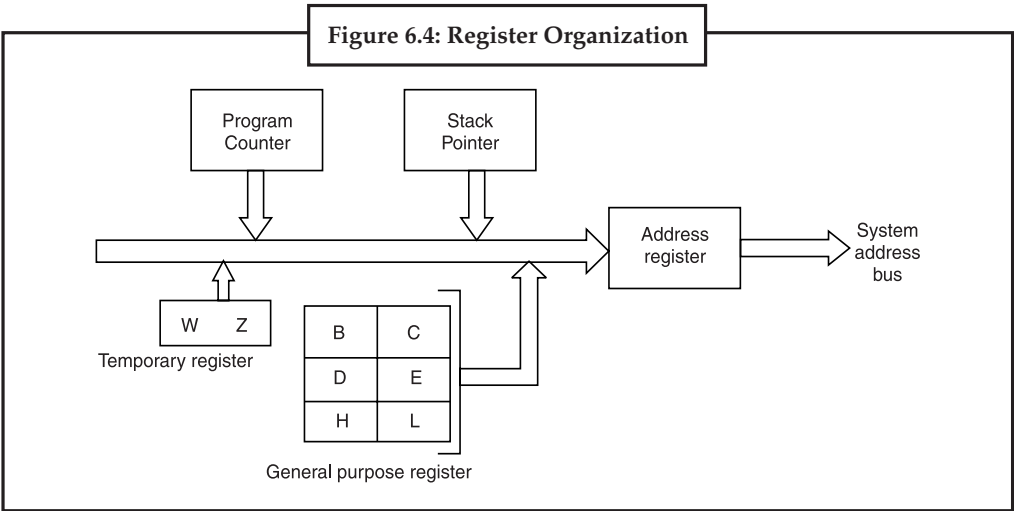 Figure 6.4: Register Organization
Program
Counter
Stack
Pointer
Address
register
System
address
bus
W Z
Temporary register
B C
D E
H L
General purpose register